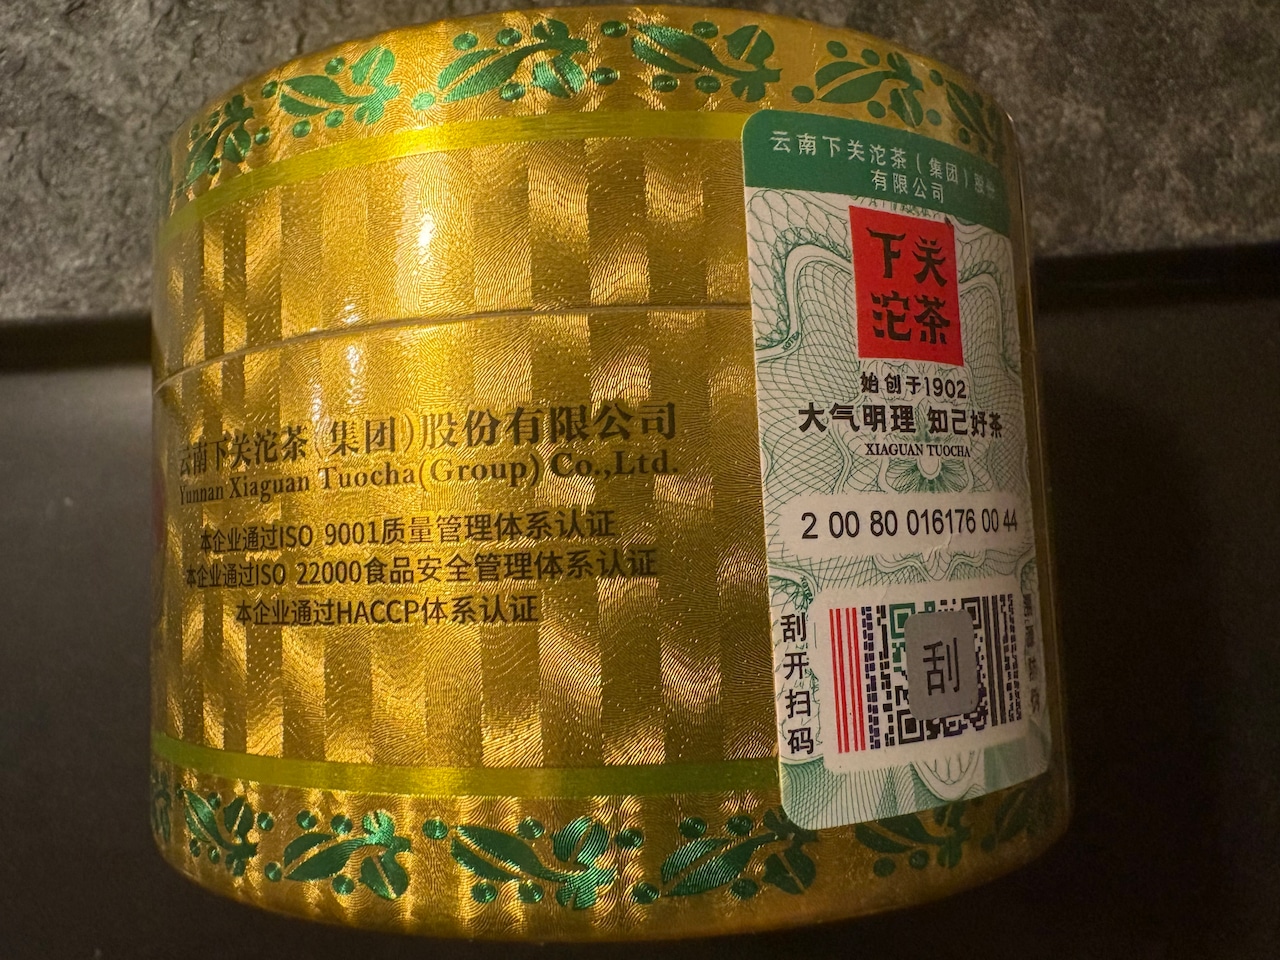 云南下关沱茶（集团）股份有限公司
Yunnan Xiaguan Tuocha(Group)Co.,Ltd.
本企业通过ISO 9001质量管理体系认证
本企业通过ISO 22000食品安全管理体系认证
本企业通过HACCP体系认证
云南下关沱茶（集团）股份
有限公司
下关
沱茶
始创于1902
大气明理 知己好茶
XIAGUAN TUOCHA
2 00 80 016176 00 44
刮开扫码
刮